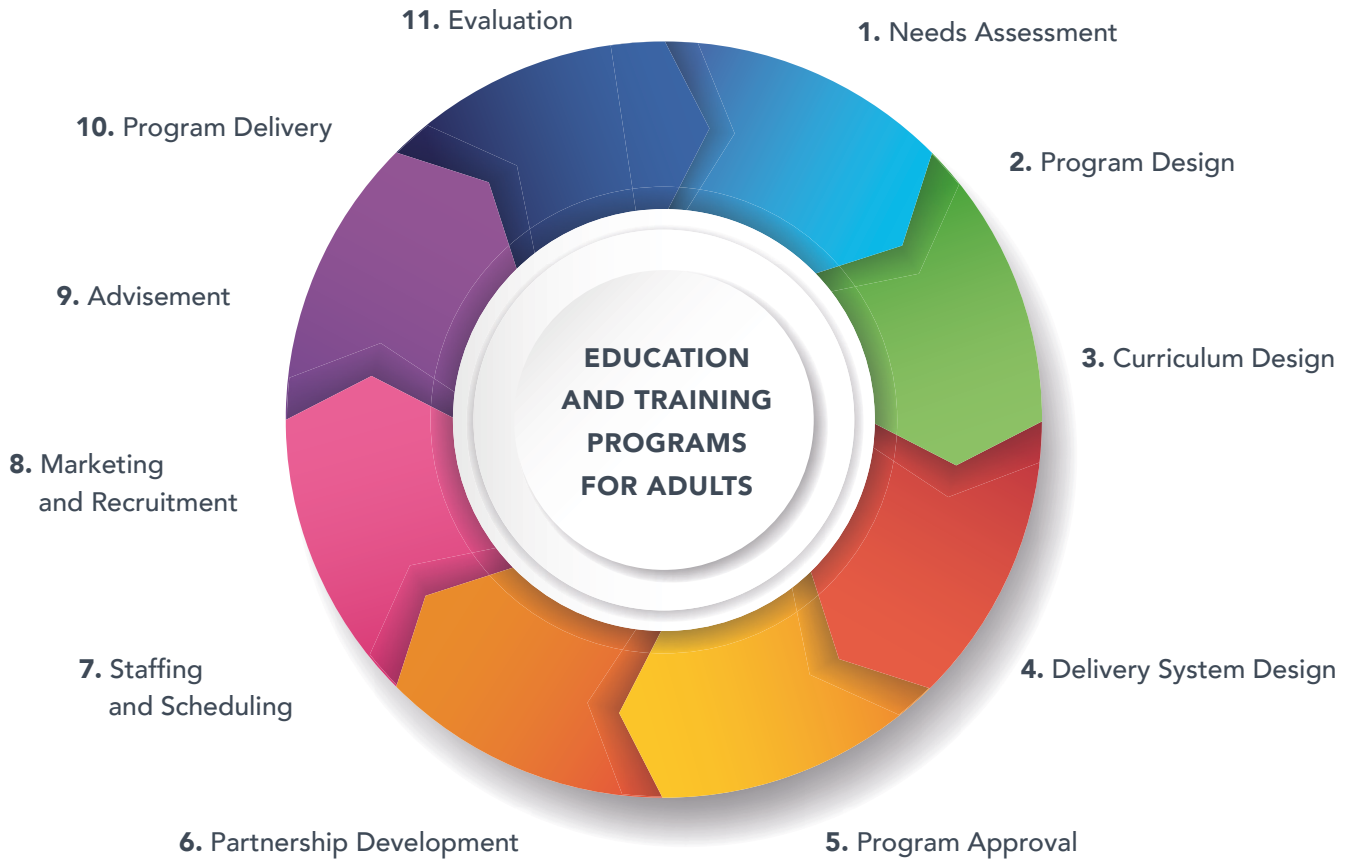 11. Evaluation
1. Needs Assessment
10. Program Delivery
2. Program Design
9. Advisement
3. Curriculum Design
EDUCATION
AND TRAINING
PROGRAMS
FOR ADULTS
8. Marketing
and Recruitment
7. Staffing
and Scheduling
4. Delivery System Design
6. Partnership Development
5. Program Approval